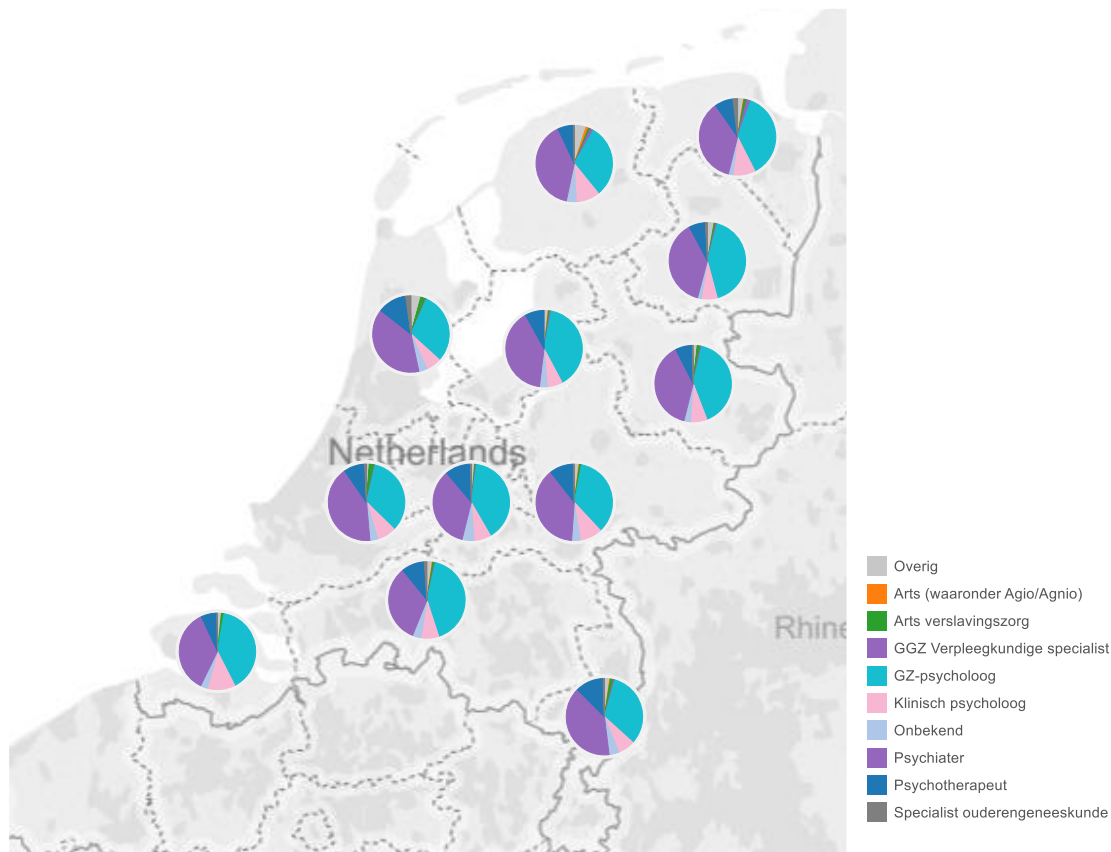 Netherlands
Rhine
Overig
Arts (waaronder Agio/Agnio)
Arts verslavingszorg
GGZ Verpleegkundige specialist
GZ-psycholoog
Klinisch psycholoog
Onbekend
Psychiater
Psychotherapeut
Specialist ouderengeneeskunde